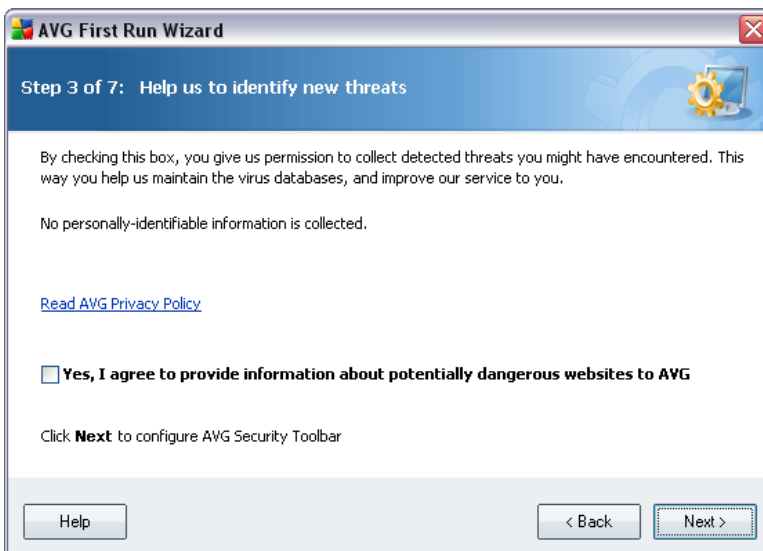 AVG First Run Wizard
Step 3 of 7: Help us to identify new threats
By checking this box, you give us permission to collect detected threats you might have encountered. This
way you help us maintain the virus databases, and improve our service to you.
No personally-identifiable information is collected.
Read AVG Privacy Policy
Yes, I agree to provide information about potentially dangerous websites to AVG
Click Next to configure AVG Security Toolbar
Help
< Back
Next >